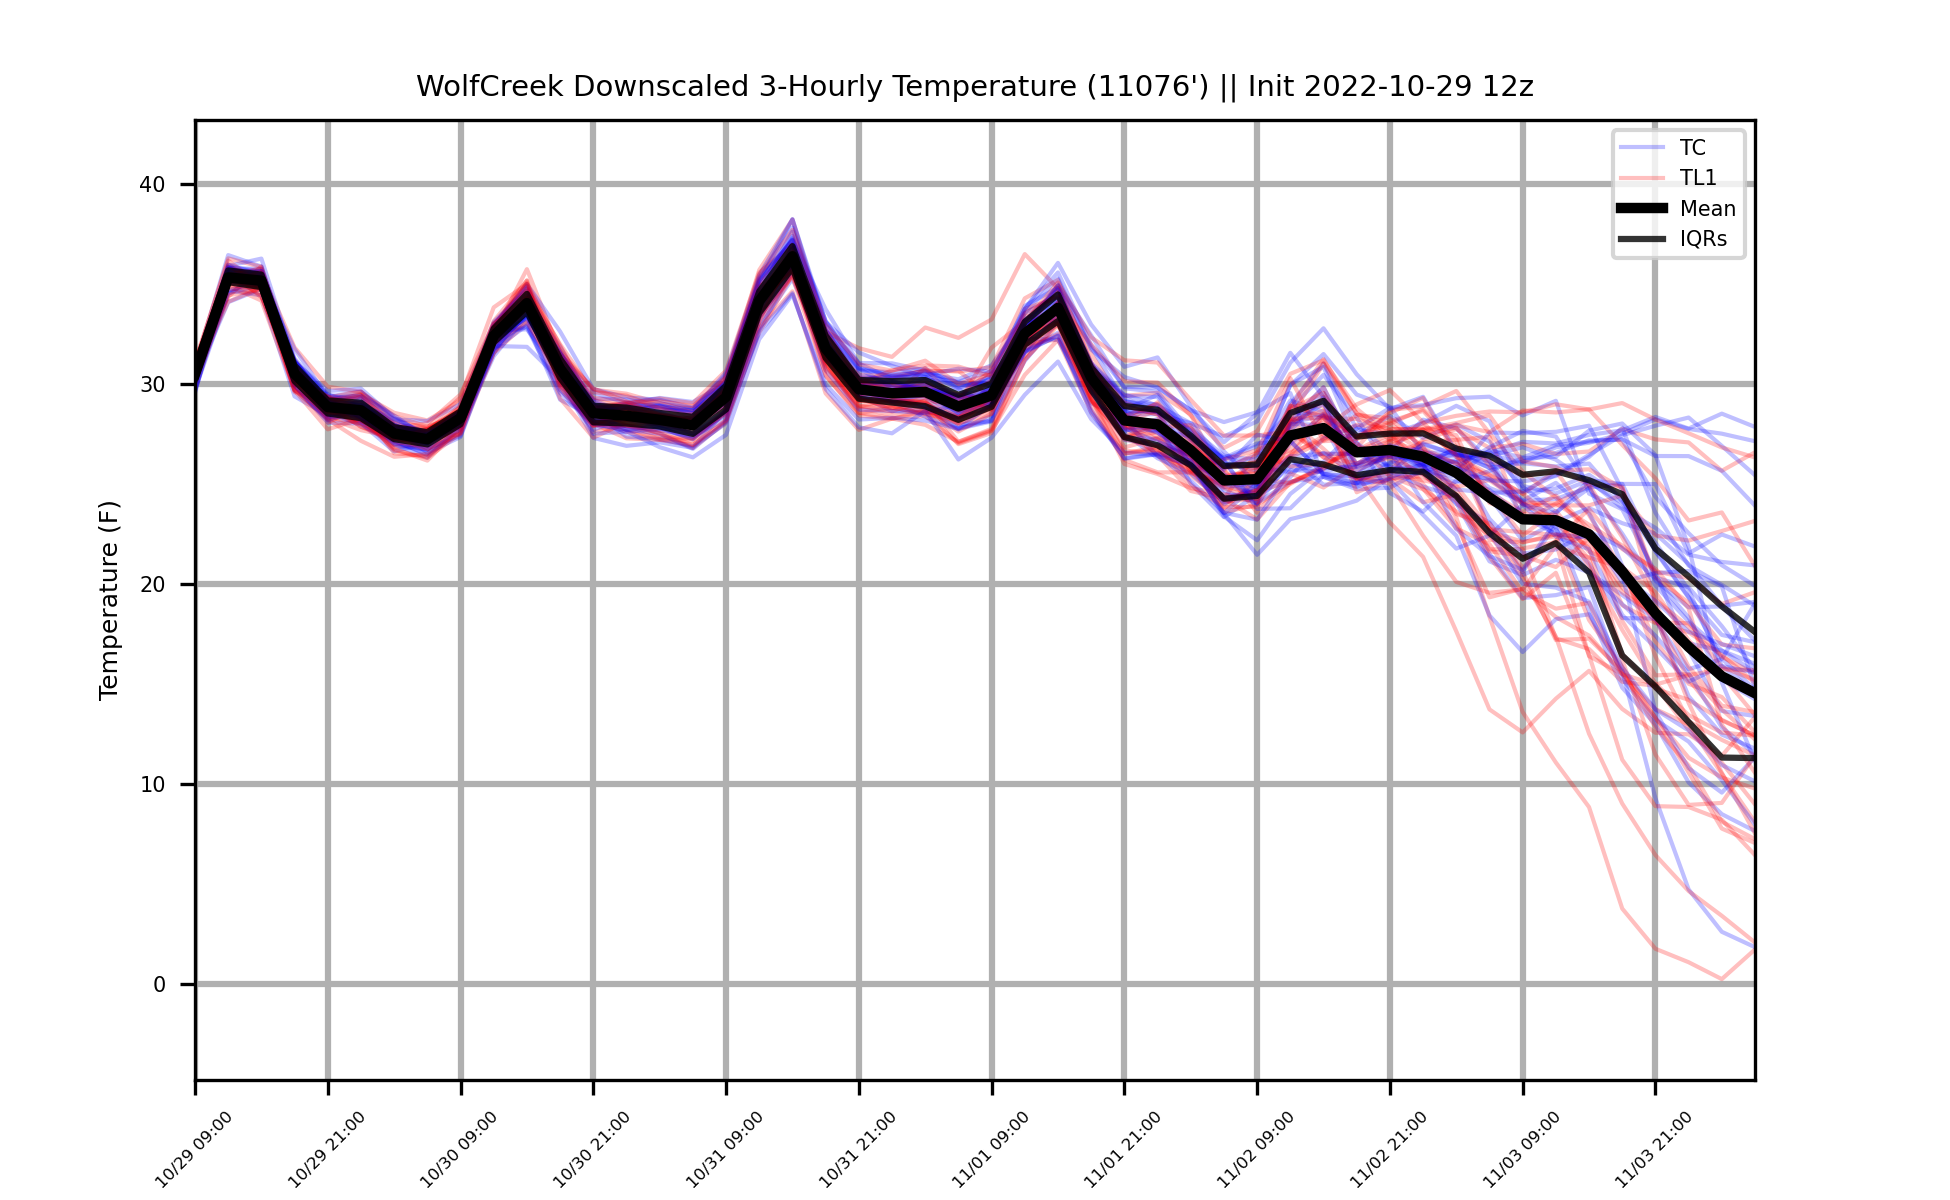 WolfCreek Downscaled 3-Hourly Temperature (11076') || Init 2022-10-29 12z
TC
TL1
Mean
IQRs
Temperature (F)
40
30
20
10
0
10/29 09:00
10/29 21:00
10/30 09:00
10/30 21:00
10/31 09:00
10/31 21:00
11/01 09:00
11/01 21:00
11/02 09:00
11/02 21:00
11/03 09:00
11/03 21:00